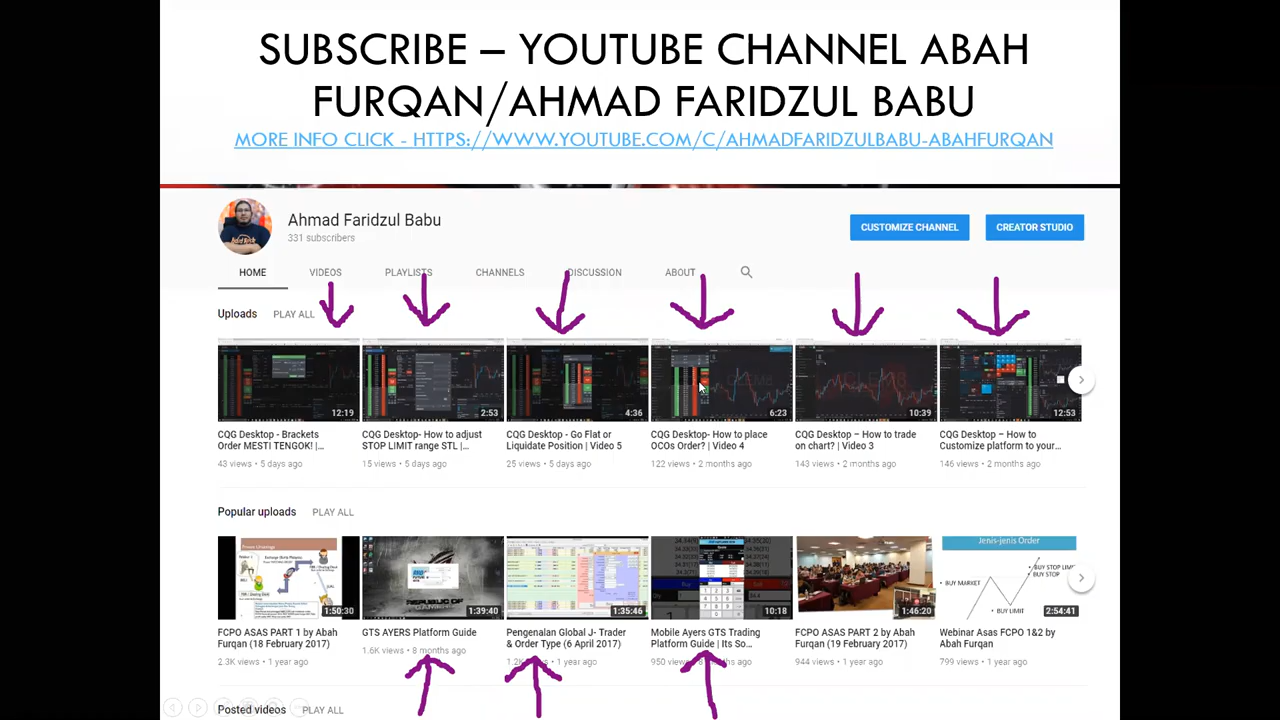 SUBSCRIBE – YOUTUBE CHANNEL ABAH
FURQAN/AHMAD FARIDZUL BABU
MORE INFO CLICK - HTTPS://WWW.YOUTUBE.COM/C/AHMADFARIDZULBABU-ABAHFURQAN
Ahmad Faridzul Babu
331 subscribers
CUSTOMIZE CHANNEL CREATOR STUDIO
HOME VIDEOS PLAYLISTS CHANNELS DISCUSSION ABOUT
Uploads PLAY ALL
12:19 2:53 4:36 6:23 10:39 12:53
CQG Desktop - Brackets
Order MESTI TENGOK! |...
43 views • 5 days ago
CQG Desktop- How to adjust
STOP LIMIT range STL |...
15 views • 5 days ago
CQG Desktop - Go Flat or
Liquidate Position | Video 5
25 views • 5 days ago
CQG Desktop- How to place
OCOs Order? | Video 4
122 views • 2 months ago
CQG Desktop – How to trade
on chart? | Video 3
143 views • 2 months ago
CQG Desktop – How to
Customize platform to your...
146 views • 2 months ago
Popular uploads PLAY ALL
Jenis-jenis Order
BUY MARKET
BUY STOP
BUY LIMIT
1:50:30 1:39:40 1:35:46 10:18 1:46:20 2:54:41
FCPO ASAS PART 1 by Abah
Furqan (18 February 2017)
2.3K views • 1 year ago
GTS AYERS Platform Guide
1.6K views • 8 months ago
Pengenalan Global J- Trader
& Order Type (6 April 2017)
views • 1 year ago
Mobile Ayers GTS Trading
Platform Guide | Its So...
950 views ago
FCPO ASAS PART 2 by Abah
Furqan (19 February 2017)
944 views • 1 year ago
Webinar Asas FCPO 1&2 by
Abah Furqan
799 views • 1 year ago
Posted videos PLAY ALL